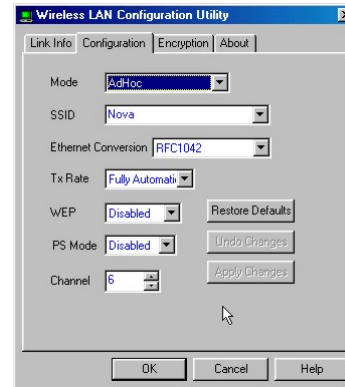 Wireless LAN Configuration Utility
Link Info Configuration Encryption About
Mode AdHoc
SSID Nova
Ethernet Conversion RFC1042
Tx Rate Fully Automati
WEP Disabled Restore Defaults
PS Mode Disabled Undo Changes
Channel 6 Apply Changes
OK Cancel Help